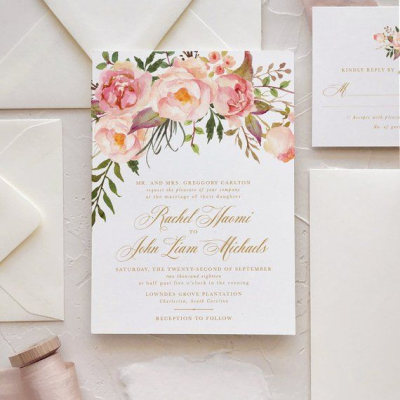 MR. AND MRS. GREGGORY CARLTON
request the pleasure of your company
at the marriage of their daughter
Rachel Naomi
TO
John Liam Michaels
SATURDAY, THE TWENTY-SECOND OF SEPTEMBER
two thousand eighteen
at half past five o'clock in the evening
LOWNDES GROVE PLANTATION
Charleston, South Carolina
RECEPTION TO FOLLOW
KINDLY REPLY BY
M